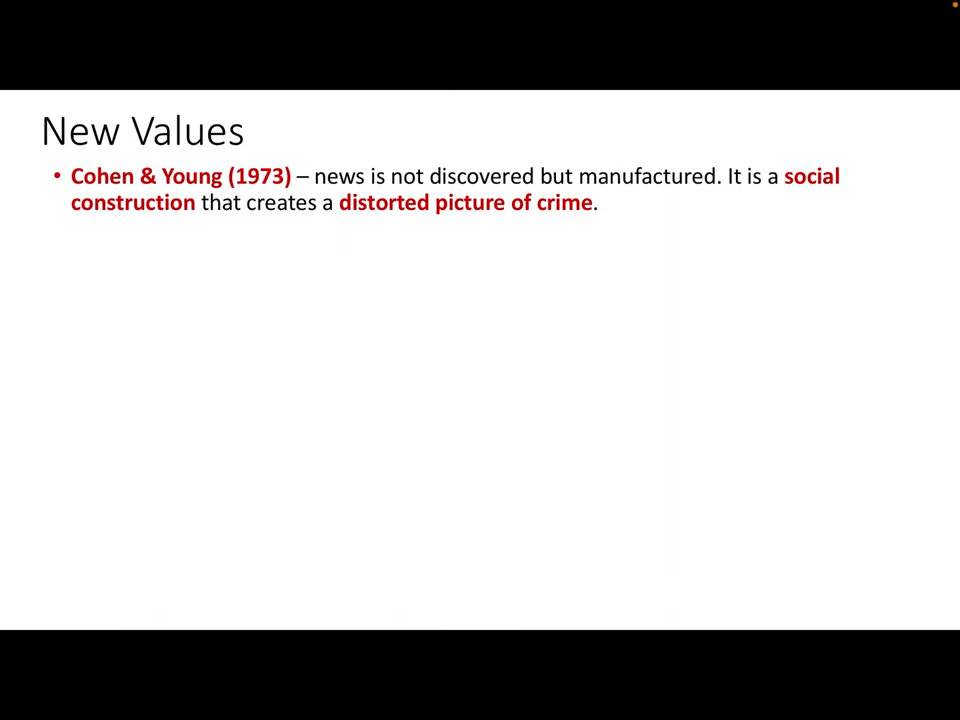 New Values
• Cohen & Young (1973) – news is not discovered but manufactured. It is a social
construction that creates a distorted picture of crime.